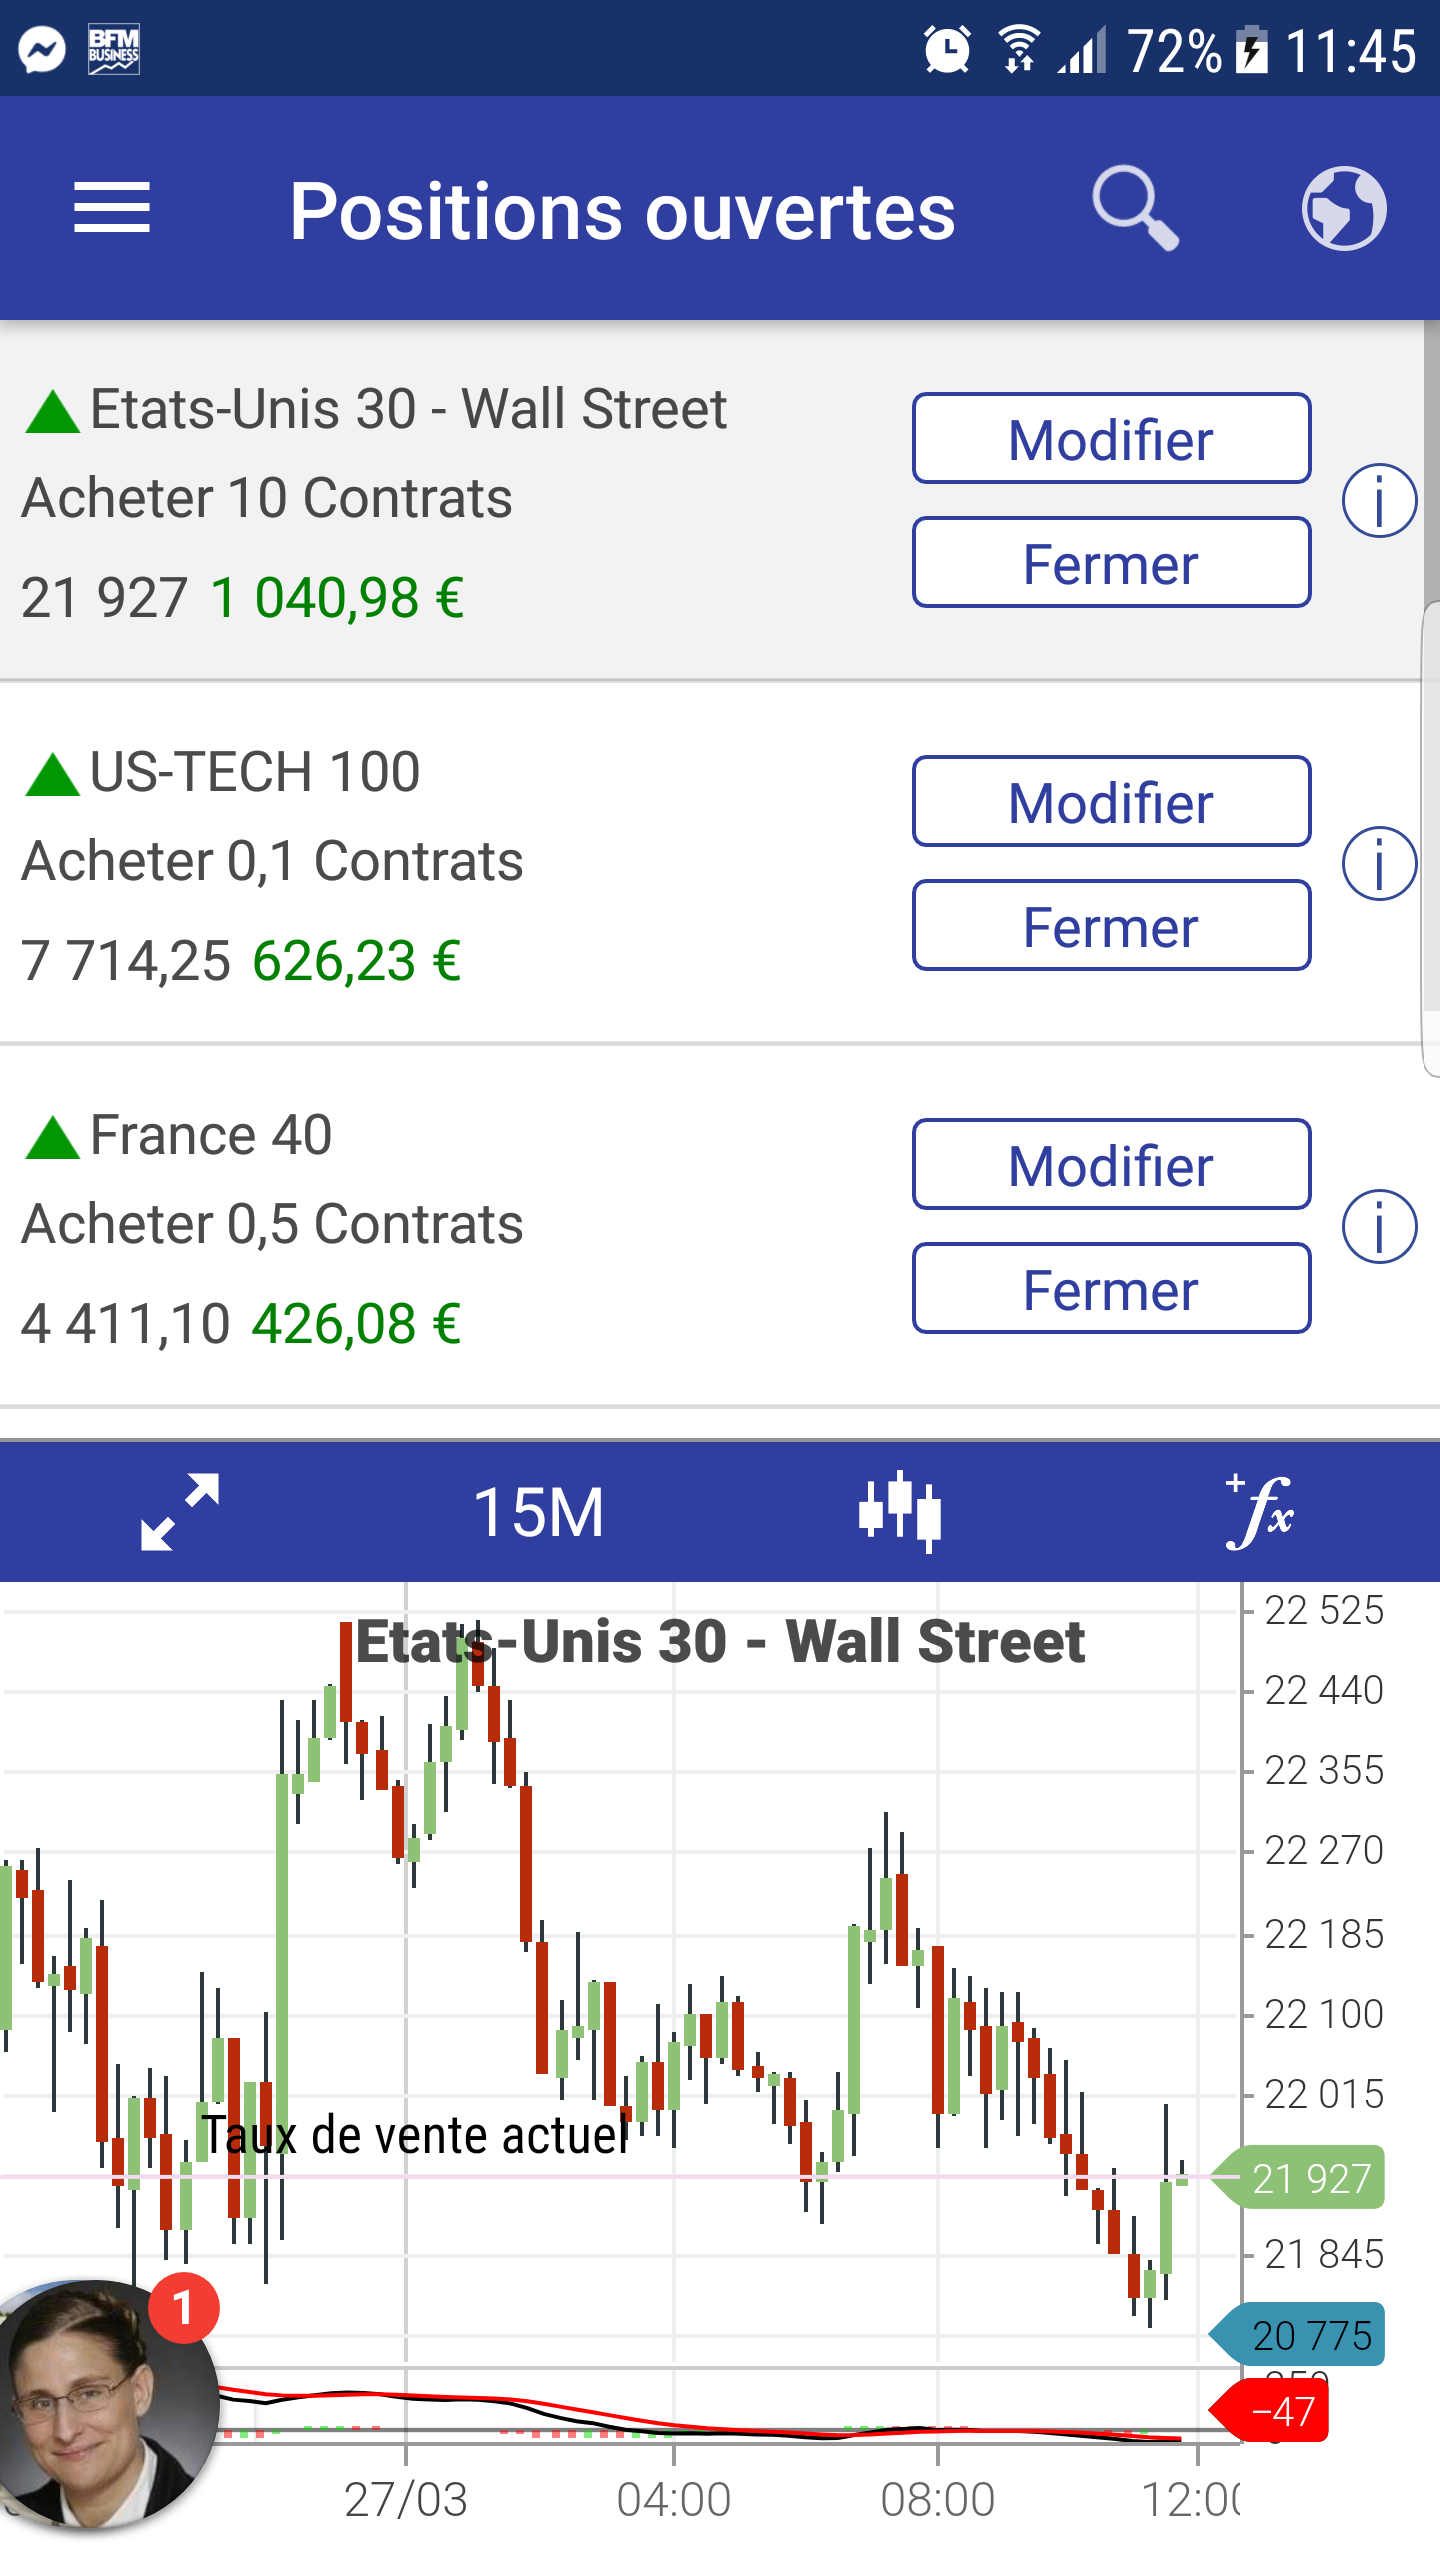 BFM
BUSINESS
72% 11:45
Positions ouvertes
Etats-Unis 30 - Wall Street
Acheter 10 Contrats
21 927 1 040,98 €
Modifier
Fermer
i
US-TECH 100
Acheter 0,1 Contrats
7 714,25 626,23 €
Modifier
Fermer
i
France 40
Acheter 0,5 Contrats
4 411,10 426,08 €
Modifier
Fermer
i
15M
+fx
Etats-Unis 30 - Wall Street
22 525
22 440
22 355
22 270
22 185
22 100
22 015
Taux de vente actuel
21 927
21 845
20 775
–47
1
27/03 04:00 08:00 12:00